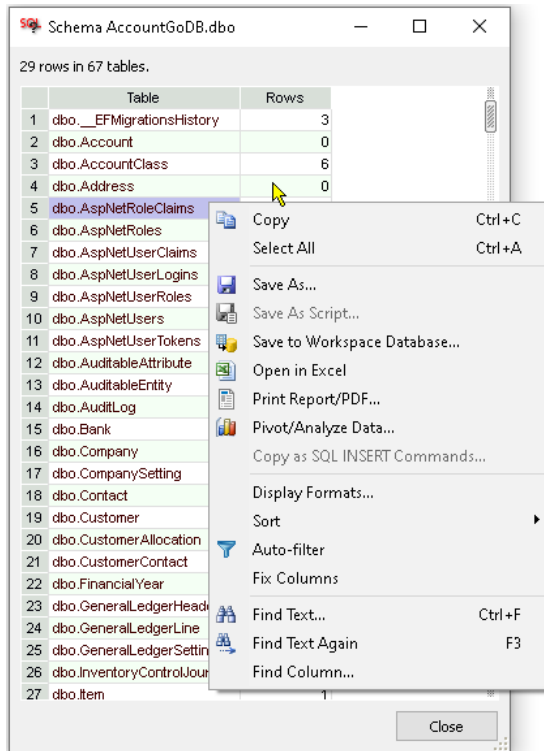 SQL Schema AccountGoDB.dbo
29 rows in 67 tables.
Table Rows
1 dbo.__EFMigrationsHistory 3
2 dbo.Account 0
3 dbo.AccountClass 6
4 dbo.Address 0
5 dbo.AspNetRoleClaims
6 dbo.AspNetRoles
7 dbo.AspNetUserClaims
8 dbo.AspNetUserLogins
9 dbo.AspNetUserRoles
10 dbo.AspNetUsers
11 dbo.AspNetUserTokens
12 dbo.AuditableAttribute
13 dbo.AuditableEntity
14 dbo.AuditLog
15 dbo.Bank
16 dbo.Company
17 dbo.CompanySetting
18 dbo.Contact
19 dbo.Customer
20 dbo.CustomerAllocation
21 dbo.CustomerContact
22 dbo.FinancialYear
23 dbo.GeneralLedgerHead
24 dbo.GeneralLedgerLine
25 dbo.GeneralLedgerSettin
26 dbo.InventoryControlJour
27 dbo.Item 1
Copy Ctrl+C
Select All Ctrl+A
Save As...
Save As Script...
Save to Workspace Database...
Open in Excel
Print Report/PDF...
Pivot/Analyze Data...
Copy as SQL INSERT Commands...
Display Formats...
Sort
Auto-filter
Fix Columns
Find Text... Ctrl+F
Find Text Again F3
Find Column...
Close